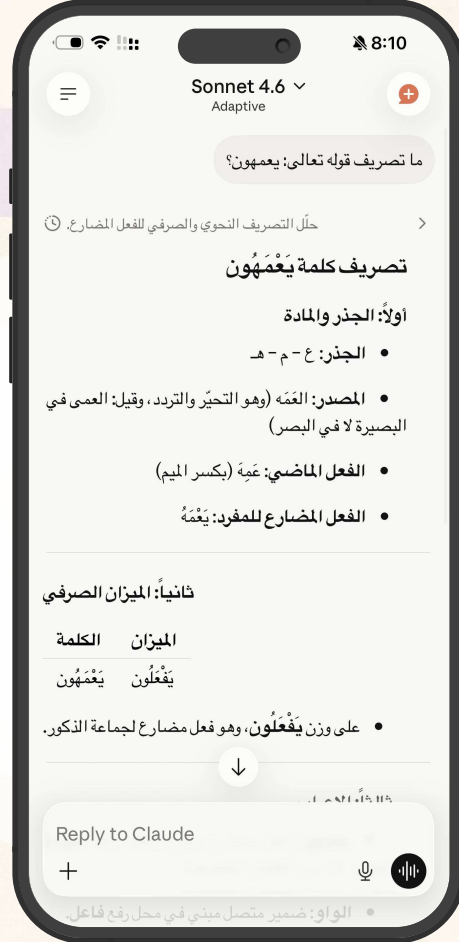 8:10
Sonnet 4.6
Adaptive
ما تصريف قوله تعالى: يعمهون؟
حلّل التصريف النحوي والصرفي للفعل المضارع.
تصريف كلمة يَعْمَهُون
أولاً: الجذر والمادة
• الجذر: ع – م – هـ
• المصدر: العَمَه (وهو التحيّر والتردد، وقيل: العمى في
البصيرة لا في البصر)
• الفعل الماضي: عَمِهَ (بكسر الميم)
• الفعل المضارع للمفرد: يَعْمَهُ
ثانياً: الميزان الصرفي
الميزان الكلمة
يَفْعَلُون يَعْمَهُون
• على وزن يَفْعَلُون، وهو فعل مضارع لجماعة الذكور.
Reply to Claude
• الواو: ضمير متصل مبني في محل رفع فاعل.